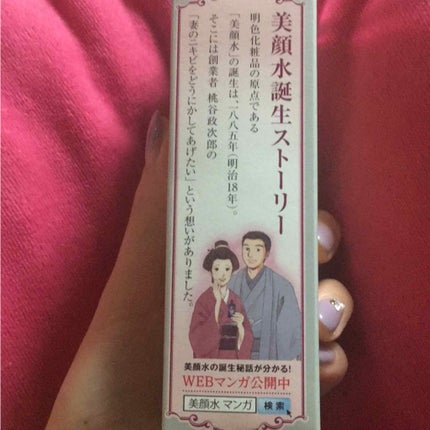 美顔水誕生ストーリー
明色化粧品の原点である
「美顔水」の誕生は、一八八五年(明治18年)。
そこには創業者 桃谷政次郎の
「妻のニキビをどうにかしてあげたい」という想いがありました。
美顔水の誕生秘話が分かる!
WEBマンガ公開中
美顔水 マンガ 検索